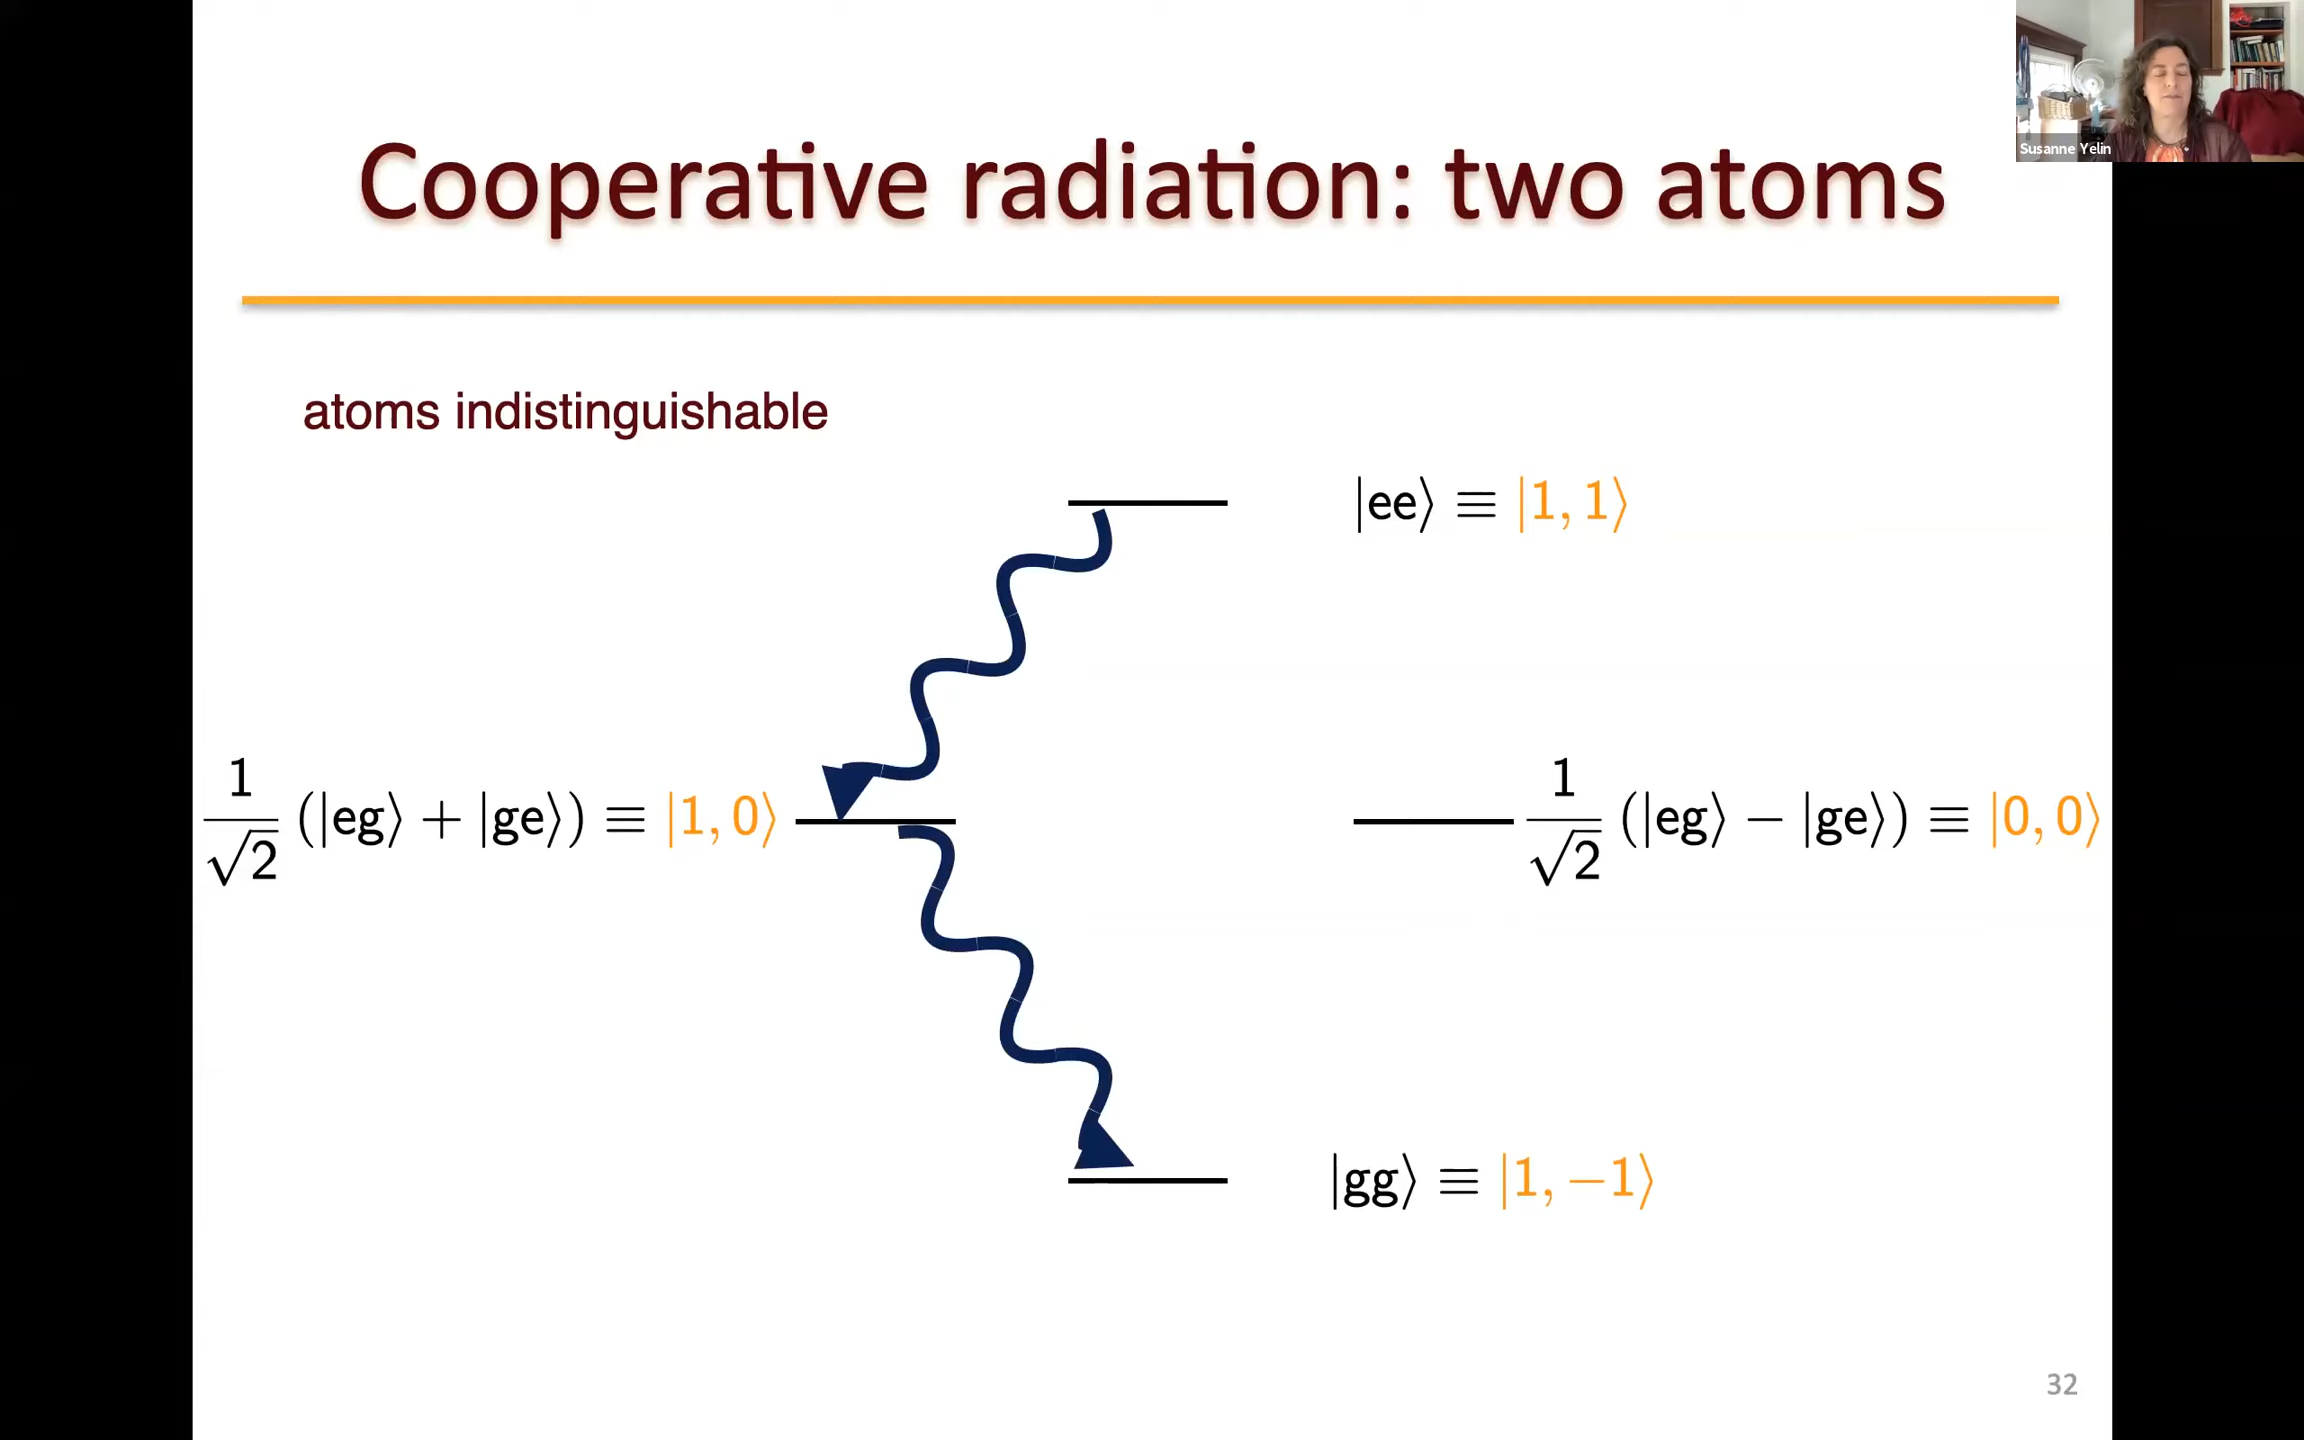 Susanne Yelin
Cooperative radiation: two atoms
atoms indistinguishable
|ee⟩ ≡ |1, 1⟩
1/√2 (|eg⟩ + |ge⟩) ≡ |1, 0⟩
1/√2 (|eg⟩ − |ge⟩) ≡ |0, 0⟩
|gg⟩ ≡ |1, −1⟩
32